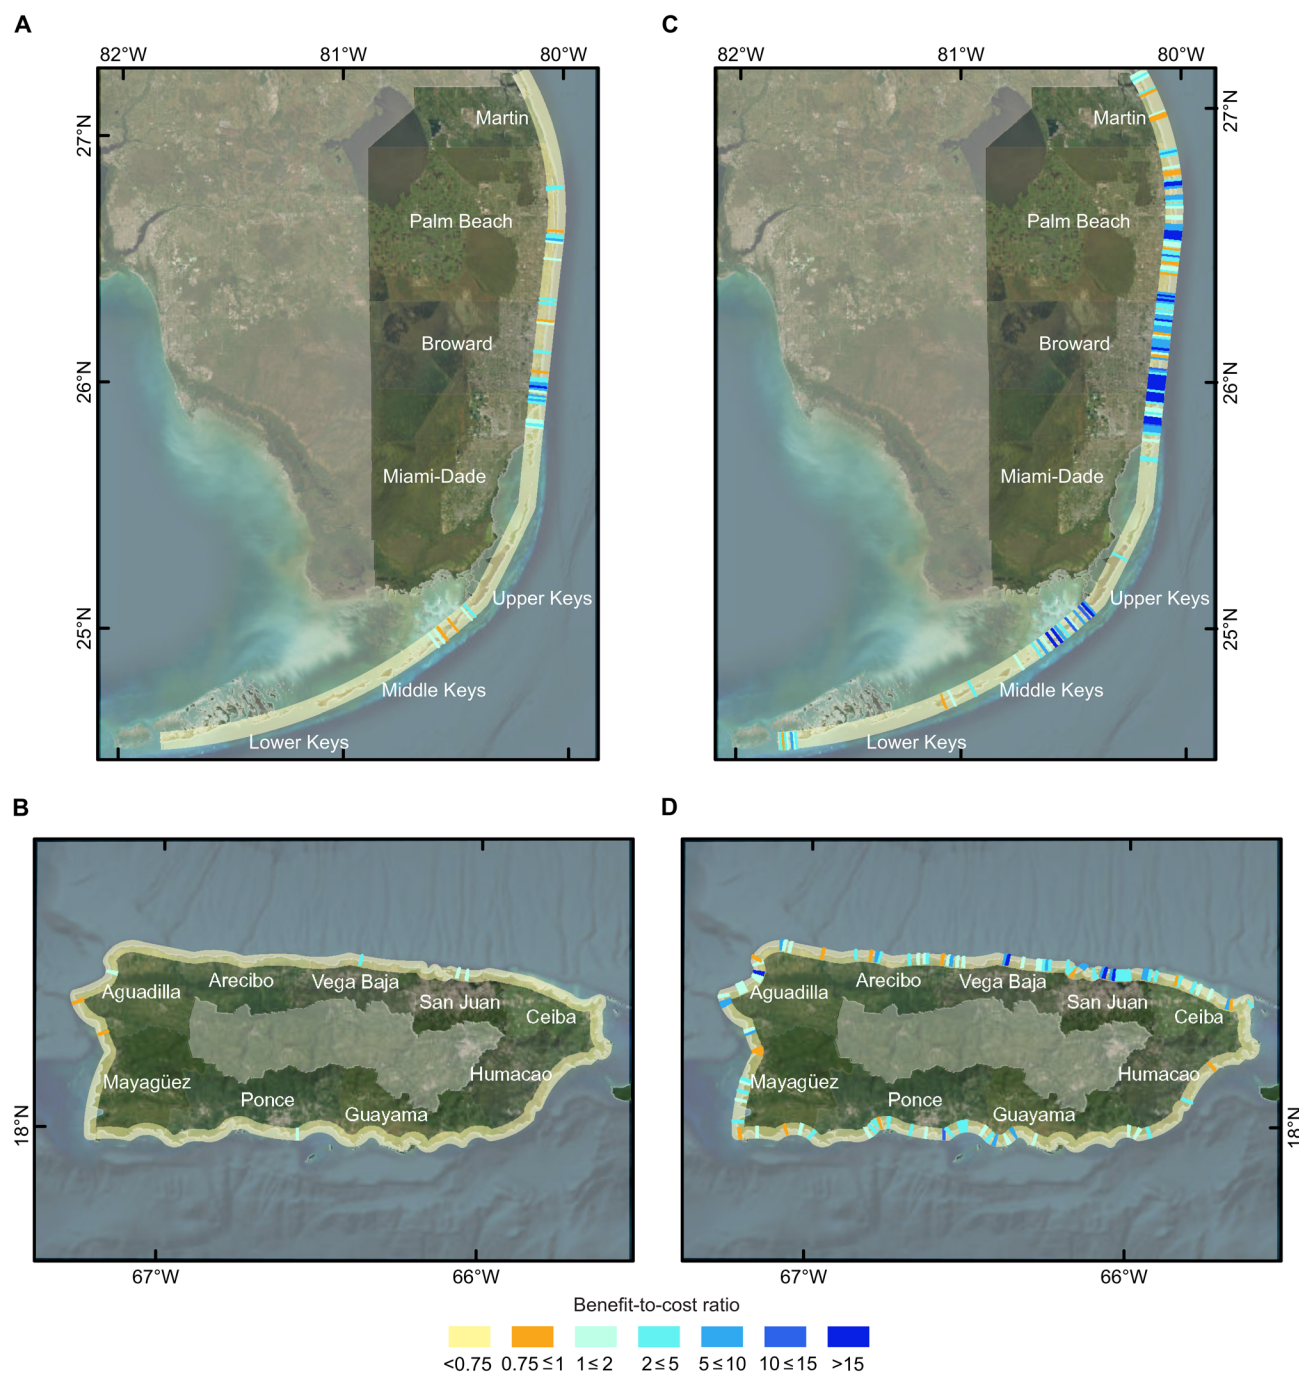 A
C
82°W 81°W 80°W
82°W 81°W 80°W
27°N
26°N
25°N
Martin
Palm Beach
Broward
Miami-Dade
Upper Keys
Middle Keys
Lower Keys
Martin
Palm Beach
Broward
Miami-Dade
Upper Keys
Middle Keys
Lower Keys
27°N
26°N
25°N
B
D
Aguadilla
Arecibo
Vega Baja
San Juan
Ceiba
Mayagüez
Ponce
Guayama
Humacao
18°N
67°W 66°W
Aguadilla
Arecibo
Vega Baja
San Juan
Ceiba
Mayagüez
Ponce
Guayama
Humacao
18°N
67°W 66°W
Benefit-to-cost ratio
<0.75 0.75≤1 1≤2 2≤5 5≤10 10≤15 >15